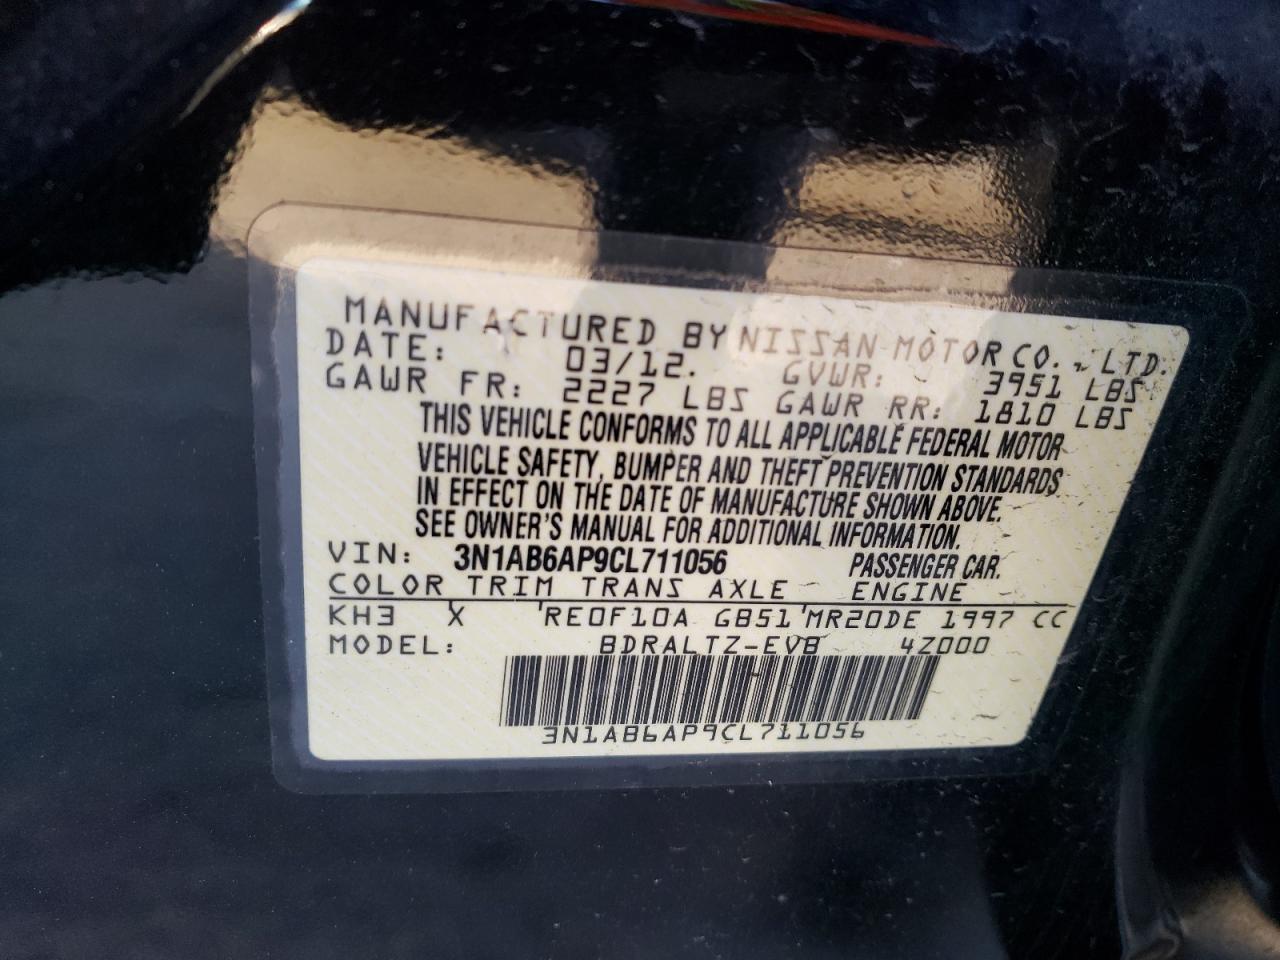 MANUFACTURED BY NISSAN MOTOR CO., LTD.
DATE: 03/12. GVWR: 3951 LBS
GAWR FR: 2227 LBS GAWR RR: 1810 LBS
THIS VEHICLE CONFORMS TO ALL APPLICABLE FEDERAL MOTOR
VEHICLE SAFETY, BUMPER AND THEFT PREVENTION STANDARDS
IN EFFECT ON THE DATE OF MANUFACTURE SHOWN ABOVE.
SEE OWNER'S MANUAL FOR ADDITIONAL INFORMATION.
VIN: 3N1AB6AP9CL711056 PASSENGER CAR.
COLOR TRIM TRANS AXLE ENGINE
KH3 X 'RE0F10A GB51'MR20DE 1997 CC
MODEL: BDRALTZ-EVB 4Z000
3N1AB6AP9CL711056